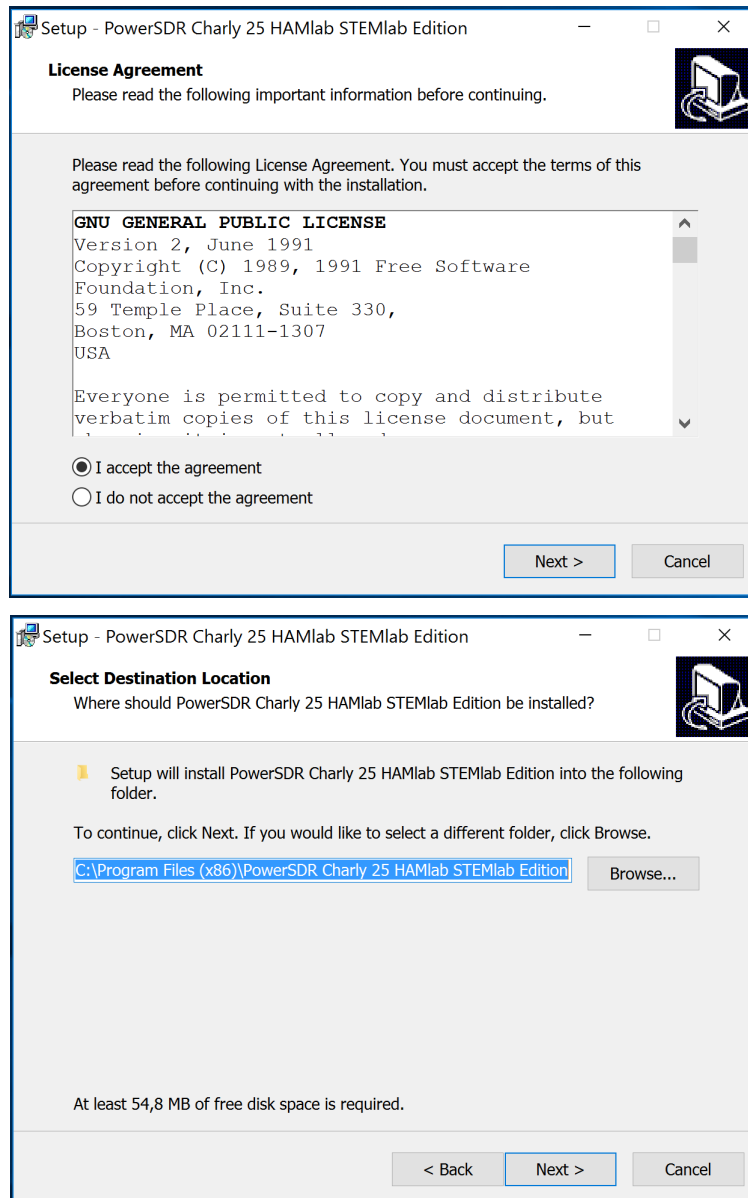 Setup - PowerSDR Charly 25 HAMlab STEMlab Edition
License Agreement
Please read the following important information before continuing.
Please read the following License Agreement. You must accept the terms of this
agreement before continuing with the installation.
GNU GENERAL PUBLIC LICENSE
Version 2, June 1991
Copyright (C) 1989, 1991 Free Software
Foundation, Inc.
59 Temple Place, Suite 330,
Boston, MA 02111-1307
USA
Everyone is permitted to copy and distribute
verbatim copies of this license document, but
I accept the agreement
I do not accept the agreement
Next >
Cancel
Setup - PowerSDR Charly 25 HAMlab STEMlab Edition
Select Destination Location
Where should PowerSDR Charly 25 HAMlab STEMlab Edition be installed?
Setup will install PowerSDR Charly 25 HAMlab STEMlab Edition into the following
folder.
To continue, click Next. If you would like to select a different folder, click Browse.
C:\Program Files (x86)\PowerSDR Charly 25 HAMlab STEMlab Edition
Browse...
At least 54,8 MB of free disk space is required.
< Back
Next >
Cancel